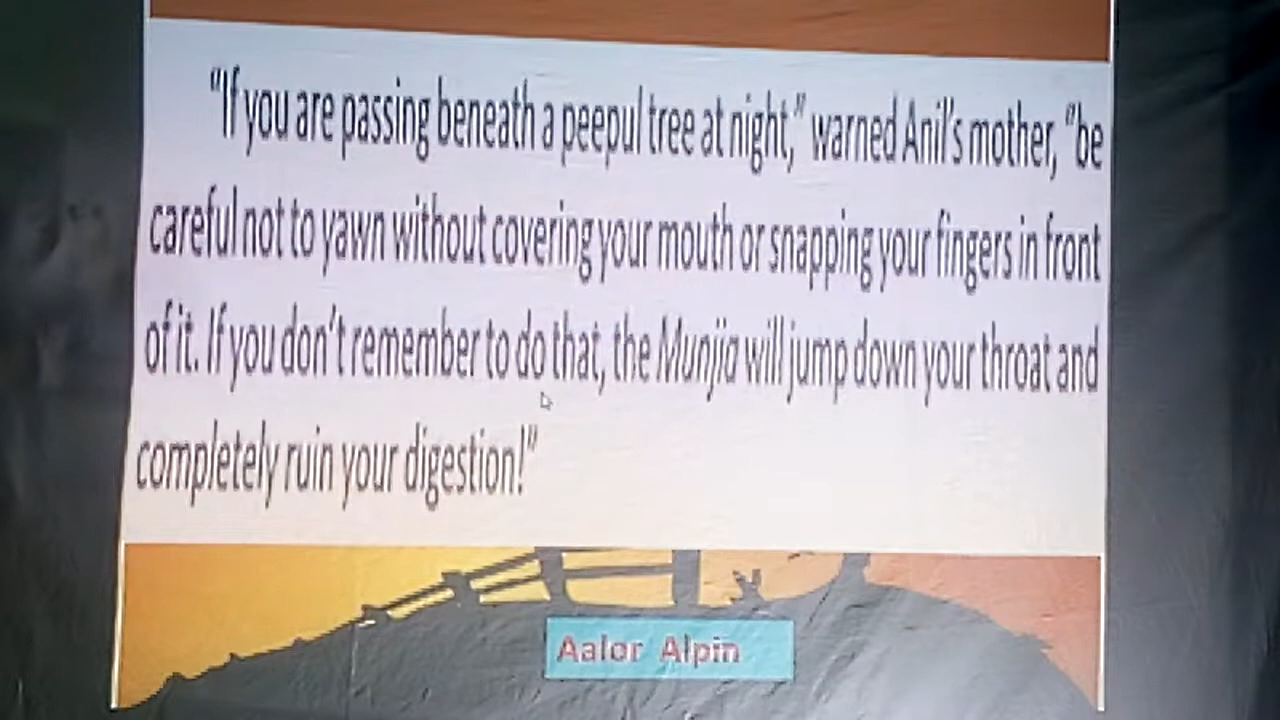 “If you are passing beneath a peepul tree at night,” warned Anil’s mother, “be
careful not to yawn without covering your mouth or snapping your fingers in front
of it. If you don’t remember to do that, the Munjia will jump down your throat and
completely ruin your digestion!”
Aalor Alpin